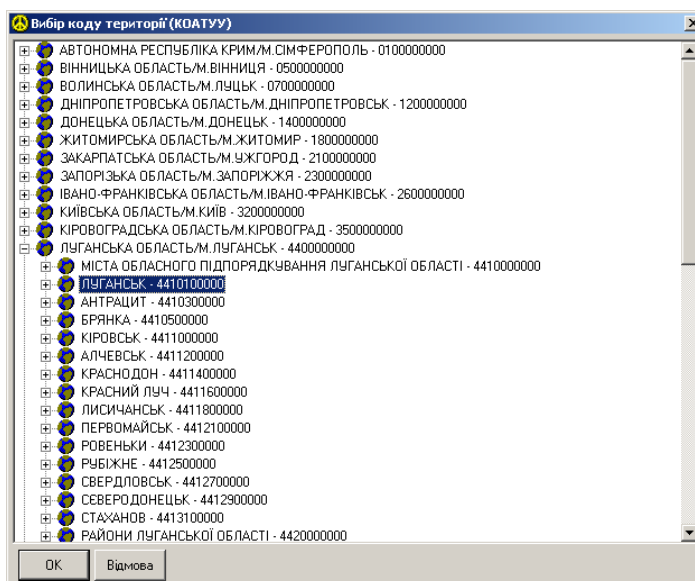 Вибір коду території (КОАТУУ)
АВТОНОМНА РЕСПУБЛІКА КРИМ/М.СІМФЕРОПОЛЬ - 0100000000
ВІННИЦЬКА ОБЛАСТЬ/М.ВІННИЦЯ - 0500000000
ВОЛИНСЬКА ОБЛАСТЬ/М.ЛУЦЬК - 0700000000
ДНІПРОПЕТРОВСЬКА ОБЛАСТЬ/М.ДНІПРОПЕТРОВСЬК - 1200000000
ДОНЕЦЬКА ОБЛАСТЬ/М.ДОНЕЦЬК - 1400000000
ЖИТОМИРСЬКА ОБЛАСТЬ/М.ЖИТОМИР - 1800000000
ЗАКАРПАТСЬКА ОБЛАСТЬ/М.УЖГОРОД - 2100000000
ЗАПОРІЗЬКА ОБЛАСТЬ/М.ЗАПОРІЖЖЯ - 2300000000
ІВАНО-ФРАНКІВСЬКА ОБЛАСТЬ/М.ІВАНО-ФРАНКІВСЬК - 2600000000
КИЇВСЬКА ОБЛАСТЬ/М.КИЇВ - 3200000000
КІРОВОГРАДСЬКА ОБЛАСТЬ/М.КІРОВОГРАД - 3500000000
ЛУГАНСЬКА ОБЛАСТЬ/М.ЛУГАНСЬК - 4400000000
МІСТА ОБЛАСНОГО ПІДПОРЯДКУВАННЯ ЛУГАНСЬКОЇ ОБЛАСТІ - 4410000000
ЛУГАНСЬК - 4410100000
АНТРАЦИТ - 4410300000
БРЯНКА - 4410500000
КІРОВСЬК - 4411000000
АЛЧЕВСЬК - 4411200000
КРАСНОДОН - 4411400000
КРАСНИЙ ЛУЧ - 4411600000
ЛИСИЧАНСЬК - 4411800000
ПЕРВОМАЙСЬК - 4412100000
РОВЕНЬКИ - 4412300000
РУБІЖНЕ - 4412500000
СВЕРДЛОВСЬК - 4412700000
СЄВЕРОДОНЕЦЬК - 4412900000
СТАХАНОВ - 4413100000
РАЙОНИ ЛУГАНСЬКОЇ ОБЛАСТІ - 4420000000
ОК Відмова